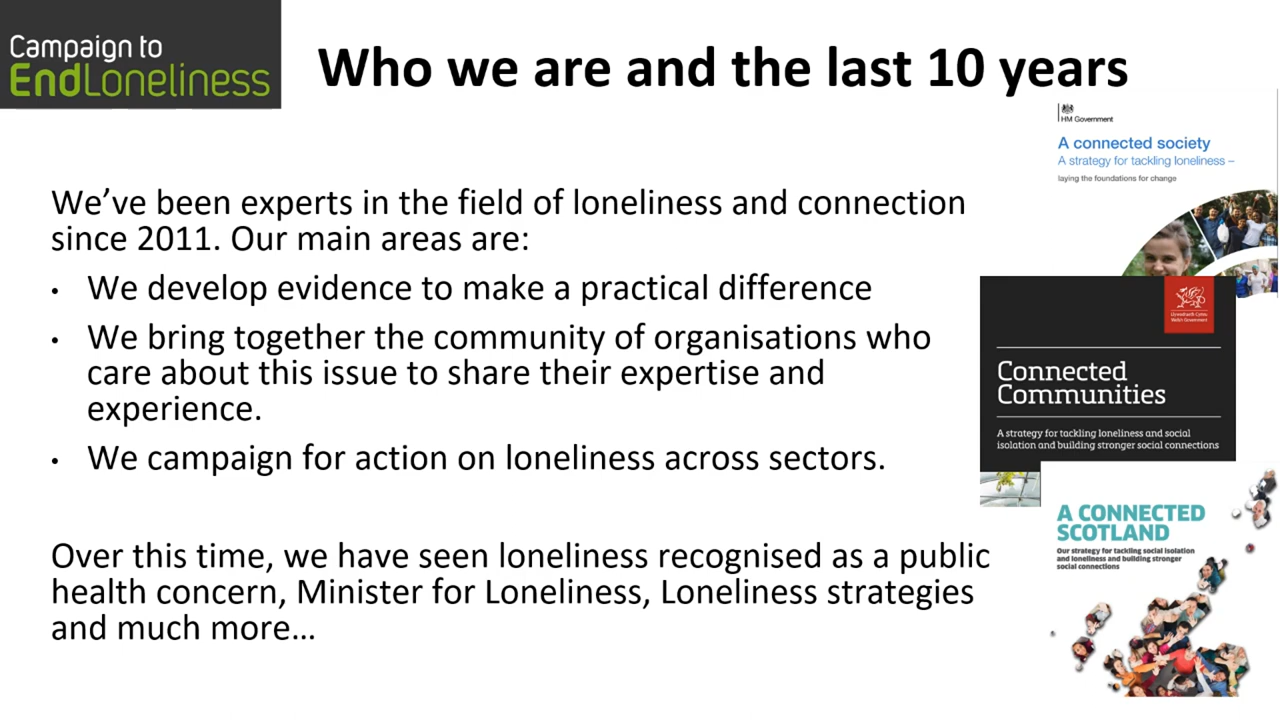 Campaign to
EndLoneliness
Who we are and the last 10 years
We’ve been experts in the field of loneliness and connection
since 2011. Our main areas are:
• We develop evidence to make a practical difference
• We bring together the community of organisations who
care about this issue to share their expertise and
experience.
• We campaign for action on loneliness across sectors.
Over this time, we have seen loneliness recognised as a public
health concern, Minister for Loneliness, Loneliness strategies
and much more…
HM Government
A connected society
A strategy for tackling loneliness –
laying the foundations for change
Llywodraeth Cymru
Welsh Government
Connected
Communities
A strategy for tackling loneliness and social
isolation and building stronger social connections
A CONNECTED
SCOTLAND
Our strategy for tackling social isolation
and loneliness and building stronger
social connections